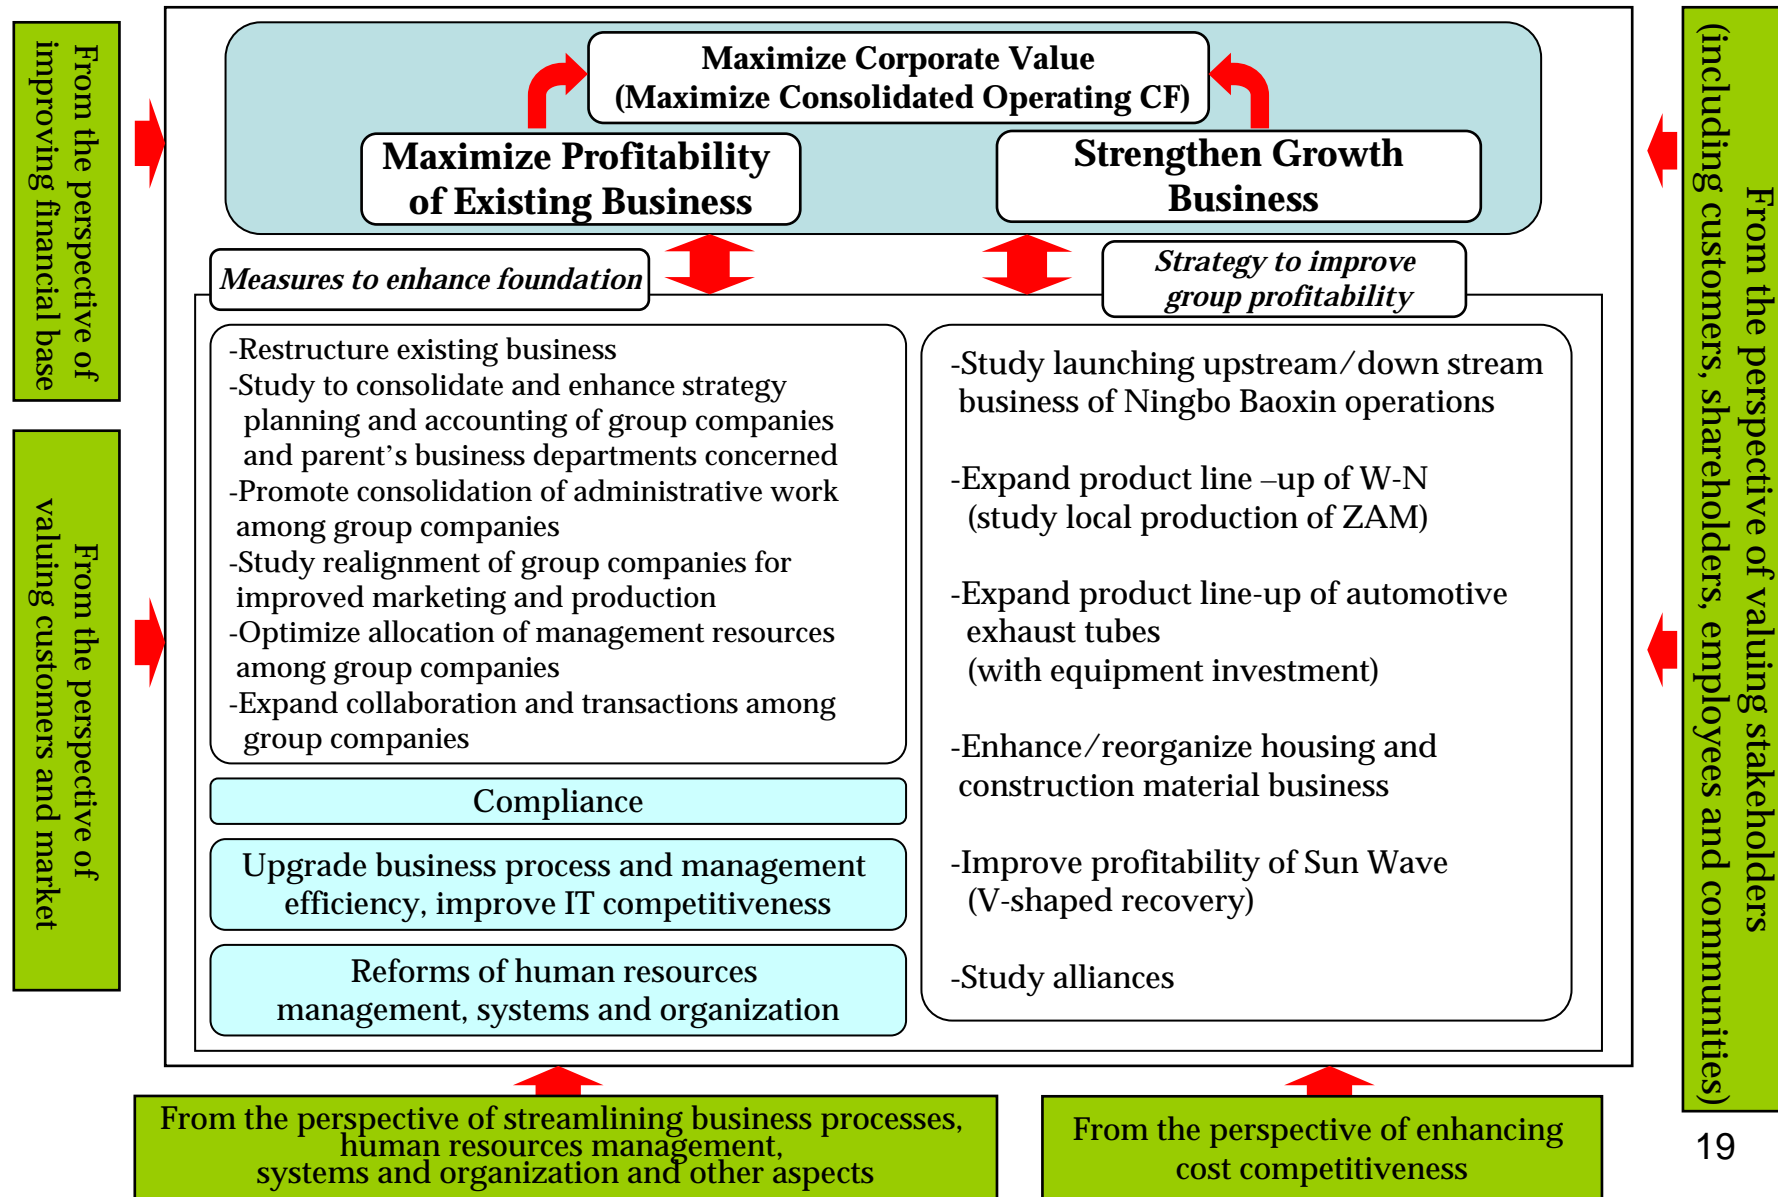 From the perspective of
improving financial base
From the perspective of
valuing customers and market
Maximize Corporate Value
(Maximize Consolidated Operating CF)
Maximize Profitability
of Existing Business
Strengthen Growth
Business
Measures to enhance foundation
Strategy to improve
group profitability
-Restructure existing business
-Study to consolidate and enhance strategy
planning and accounting of group companies
and parent’s business departments concerned
-Promote consolidation of administrative work
among group companies
-Study realignment of group companies for
improved marketing and production
-Optimize allocation of management resources
among group companies
-Expand collaboration and transactions among
group companies
Compliance
Upgrade business process and management
efficiency, improve IT competitiveness
Reforms of human resources
management, systems and organization
-Study launching upstream/down stream
business of Ningbo Baoxin operations
-Expand product line –up of W-N
(study local production of ZAM)
-Expand product line-up of automotive
exhaust tubes
(with equipment investment)
-Enhance/reorganize housing and
construction material business
-Improve profitability of Sun Wave
(V-shaped recovery)
-Study alliances
From the perspective of valuing stakeholders
(including customers, shareholders, employees and communities)
From the perspective of streamlining business processes,
human resources management,
systems and organization and other aspects
From the perspective of enhancing
cost competitiveness
19